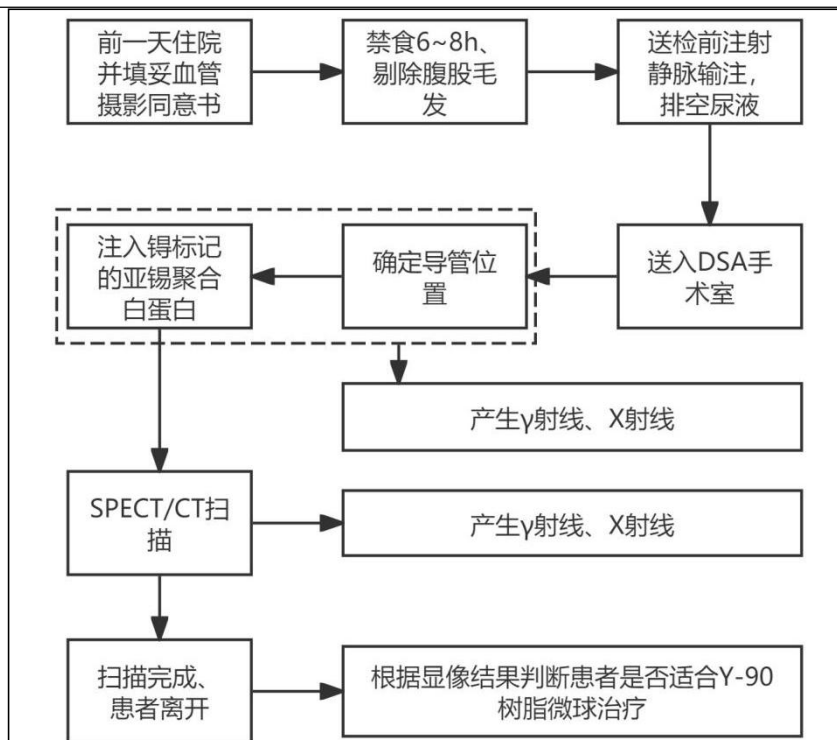 前一天住院
并填妥血管
摄影同意书
禁食6~8h、
剔除腹股毛
发
送检前注射
静脉输注，
排空尿液
送入DSA手
术室
确定导管位
置
注入锝标记
的亚锡聚合
白蛋白
产生γ射线、X射线
SPECT/CT扫
描
产生γ射线、X射线
扫描完成、
患者离开
根据显像结果判断患者是否适合Y-90
树脂微球治疗